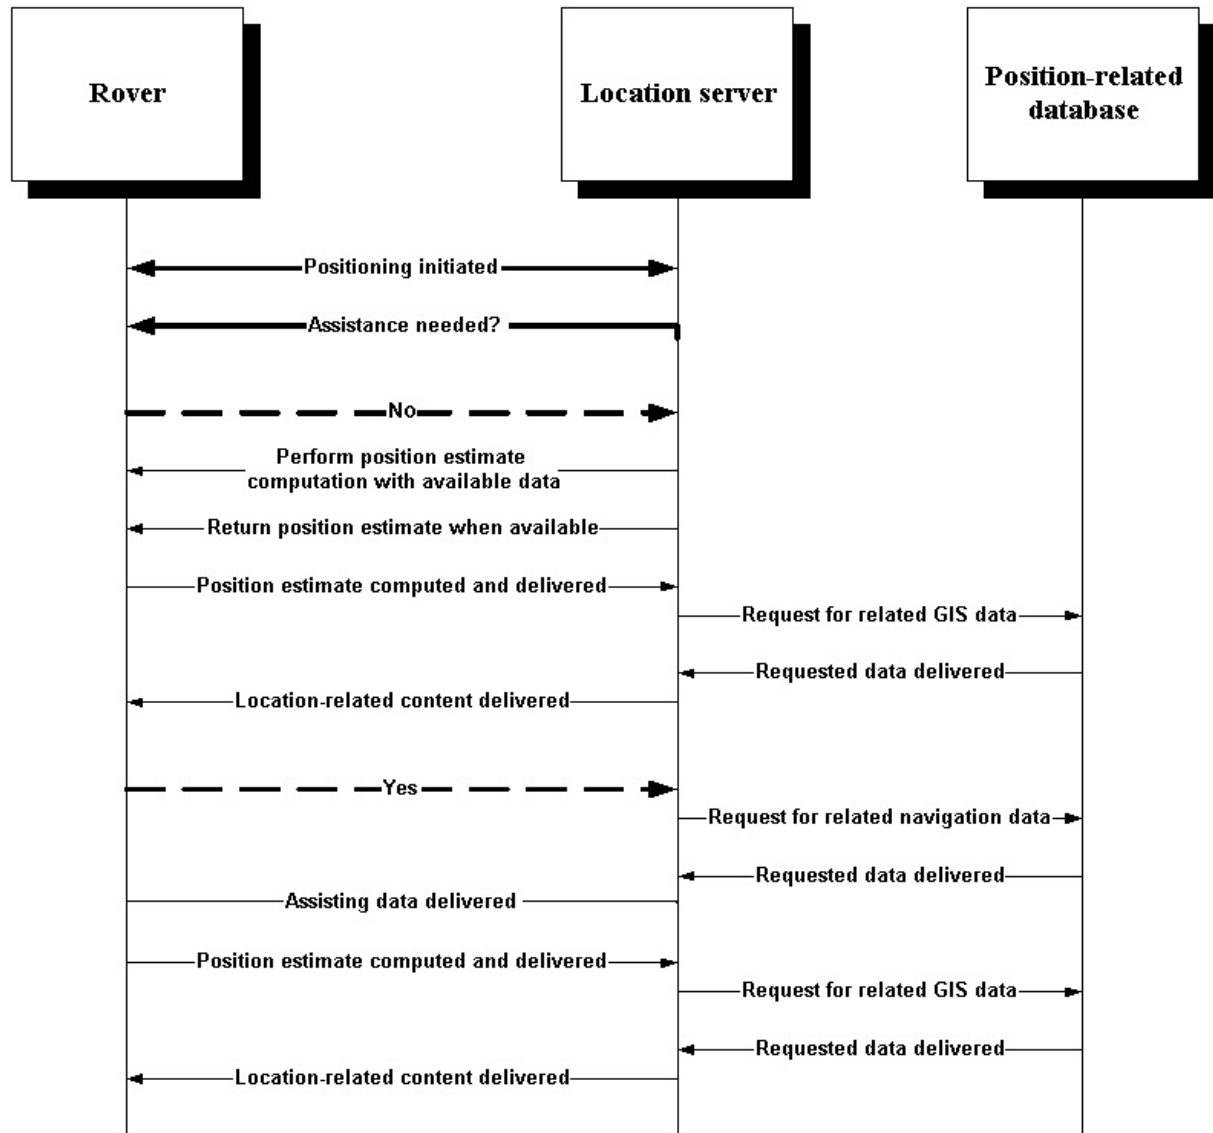 Rover
Location server
Position-related
database
Positioning initiated
Assistance needed?
No
Perform position estimate
computation with available data
Return position estimate when available
Position estimate computed and delivered
Request for related GIS data
Requested data delivered
Location-related content delivered
Yes
Request for related navigation data
Requested data delivered
Assisting data delivered
Position estimate computed and delivered
Request for related GIS data
Requested data delivered
Location-related content delivered